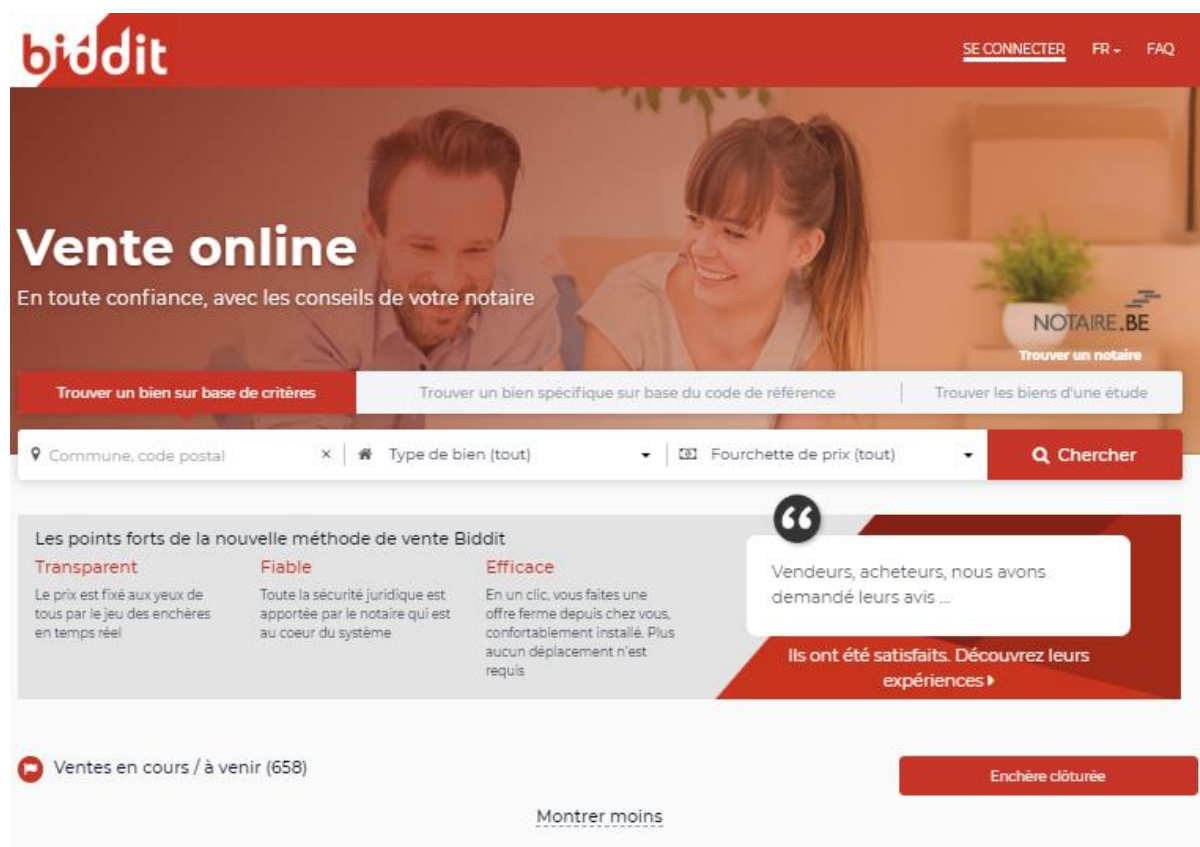 biddit
SE CONNECTER FR FAQ
Vente online
En toute confiance, avec les conseils de votre notaire
NOTAIRE.BE
Trouver un notaire
Trouver un bien sur base de critères
Trouver un bien spécifique sur base du code de référence
Trouver les biens d'une étude
Commune, code postal × Type de bien (tout) Fourchette de prix (tout) Chercher
Les points forts de la nouvelle méthode de vente Biddit
Transparent
Le prix est fixé aux yeux de
tous par le jeu des enchères
en temps réel
Fiable
Toute la sécurité juridique est
apportée par le notaire qui est
au coeur du système
Efficace
En un clic, vous faites une
offre ferme depuis chez vous,
confortablement installé. Plus
aucun déplacement n'est
requis
Vendeurs, acheteurs, nous avons
demandé leurs avis ...
Ils ont été satisfaits. Découvrez leurs
expériences
Ventes en cours / à venir (658)
Enchère clôturée
Montrer moins